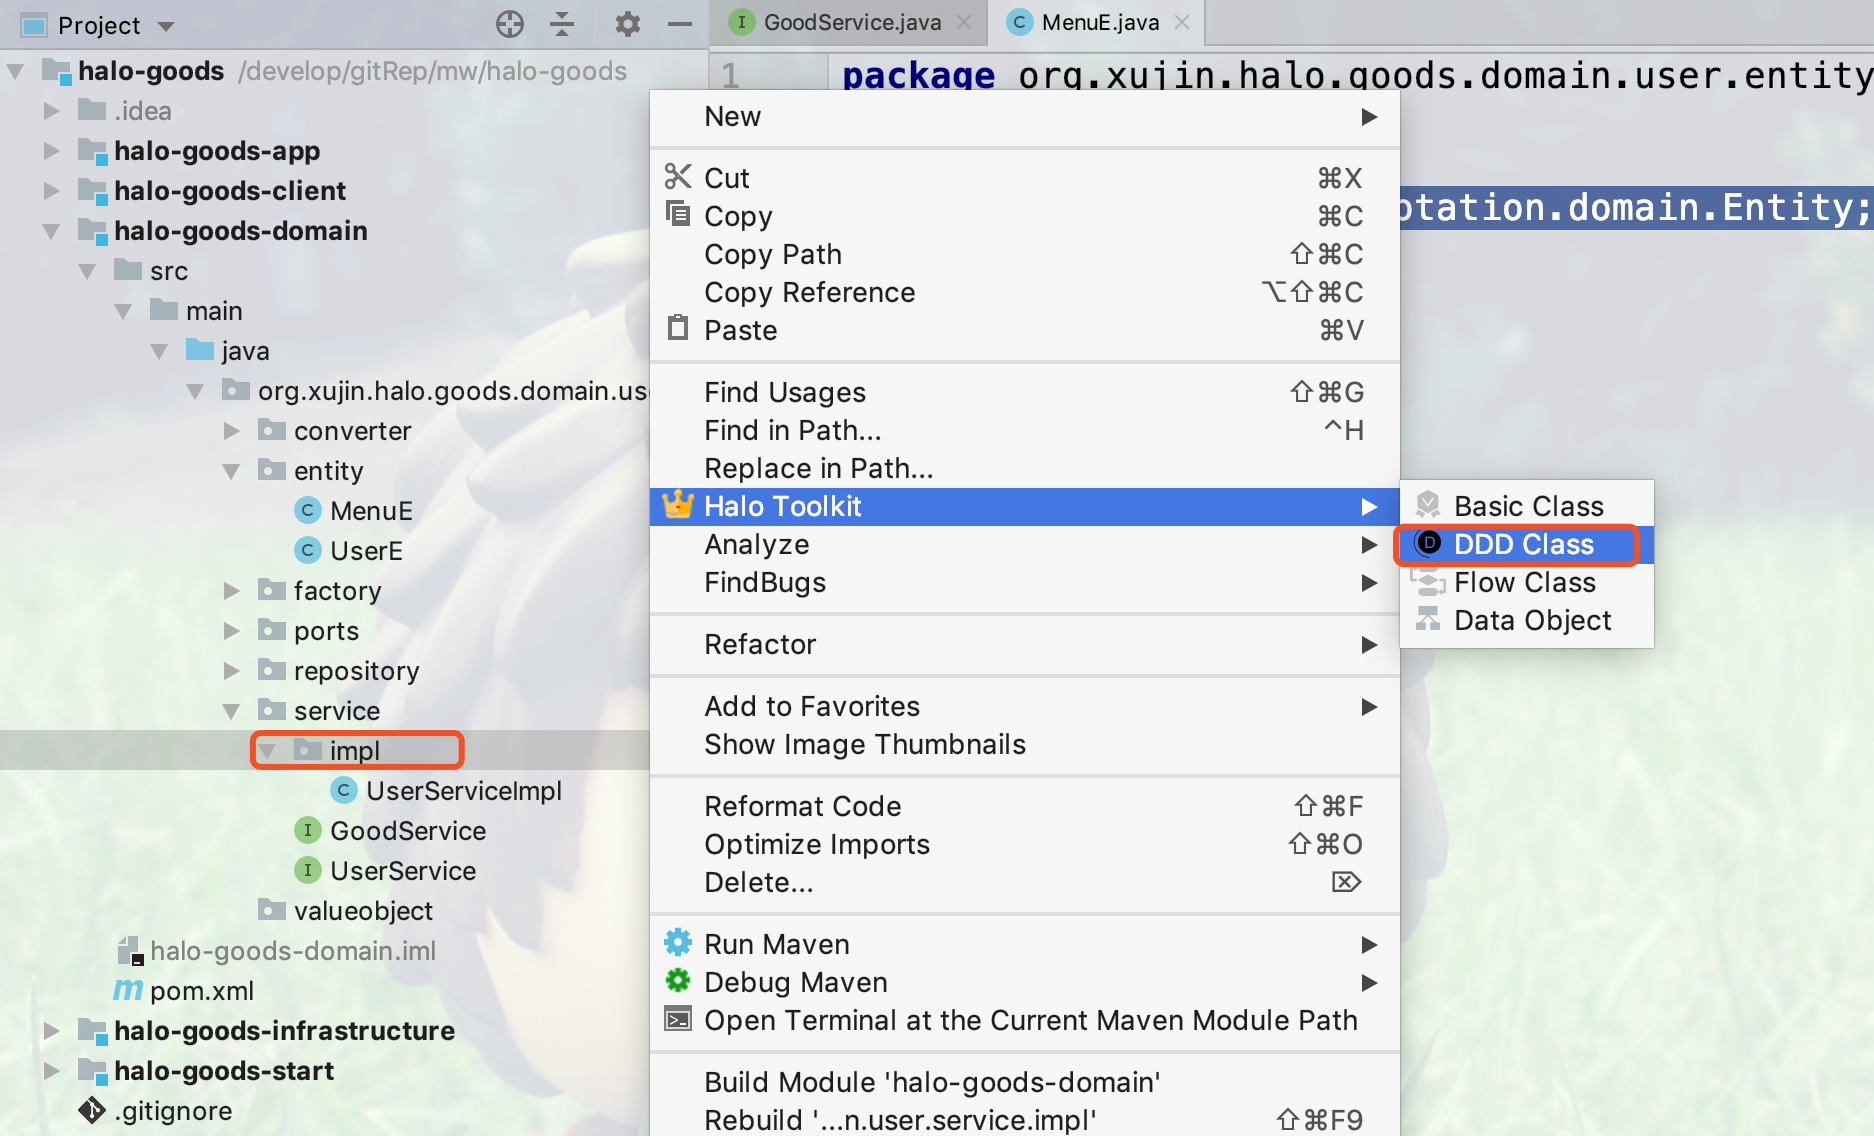 Project
GoodService.java
MenuE.java
halo-goods /develop/gitRep/mw/halo-goods
.idea
halo-goods-app
halo-goods-client
halo-goods-domain
src
main
java
org.xujin.halo.goods.domain.us
converter
entity
MenuE
UserE
factory
ports
repository
service
impl
UserServiceImpl
GoodService
UserService
valueobject
halo-goods-domain.iml
pom.xml
halo-goods-infrastructure
halo-goods-start
.gitignore
1 package org.xujin.halo.goods.domain.user.entity
otation.domain.Entity;
New
Cut ⌘X
Copy ⌘C
Copy Path ⇧⌘C
Copy Reference ⌥⇧⌘C
Paste ⌘V
Find Usages ⇧⌘G
Find in Path... ^H
Replace in Path...
Halo Toolkit
Analyze
FindBugs
Refactor
Add to Favorites
Show Image Thumbnails
Reformat Code ⇧⌘F
Optimize Imports ⇧⌘O
Delete... ⌦
Run Maven
Debug Maven
Open Terminal at the Current Maven Module Path
Build Module 'halo-goods-domain'
Rebuild '...n.user.service.impl' ⇧⌘F9
Basic Class
DDD Class
Flow Class
Data Object